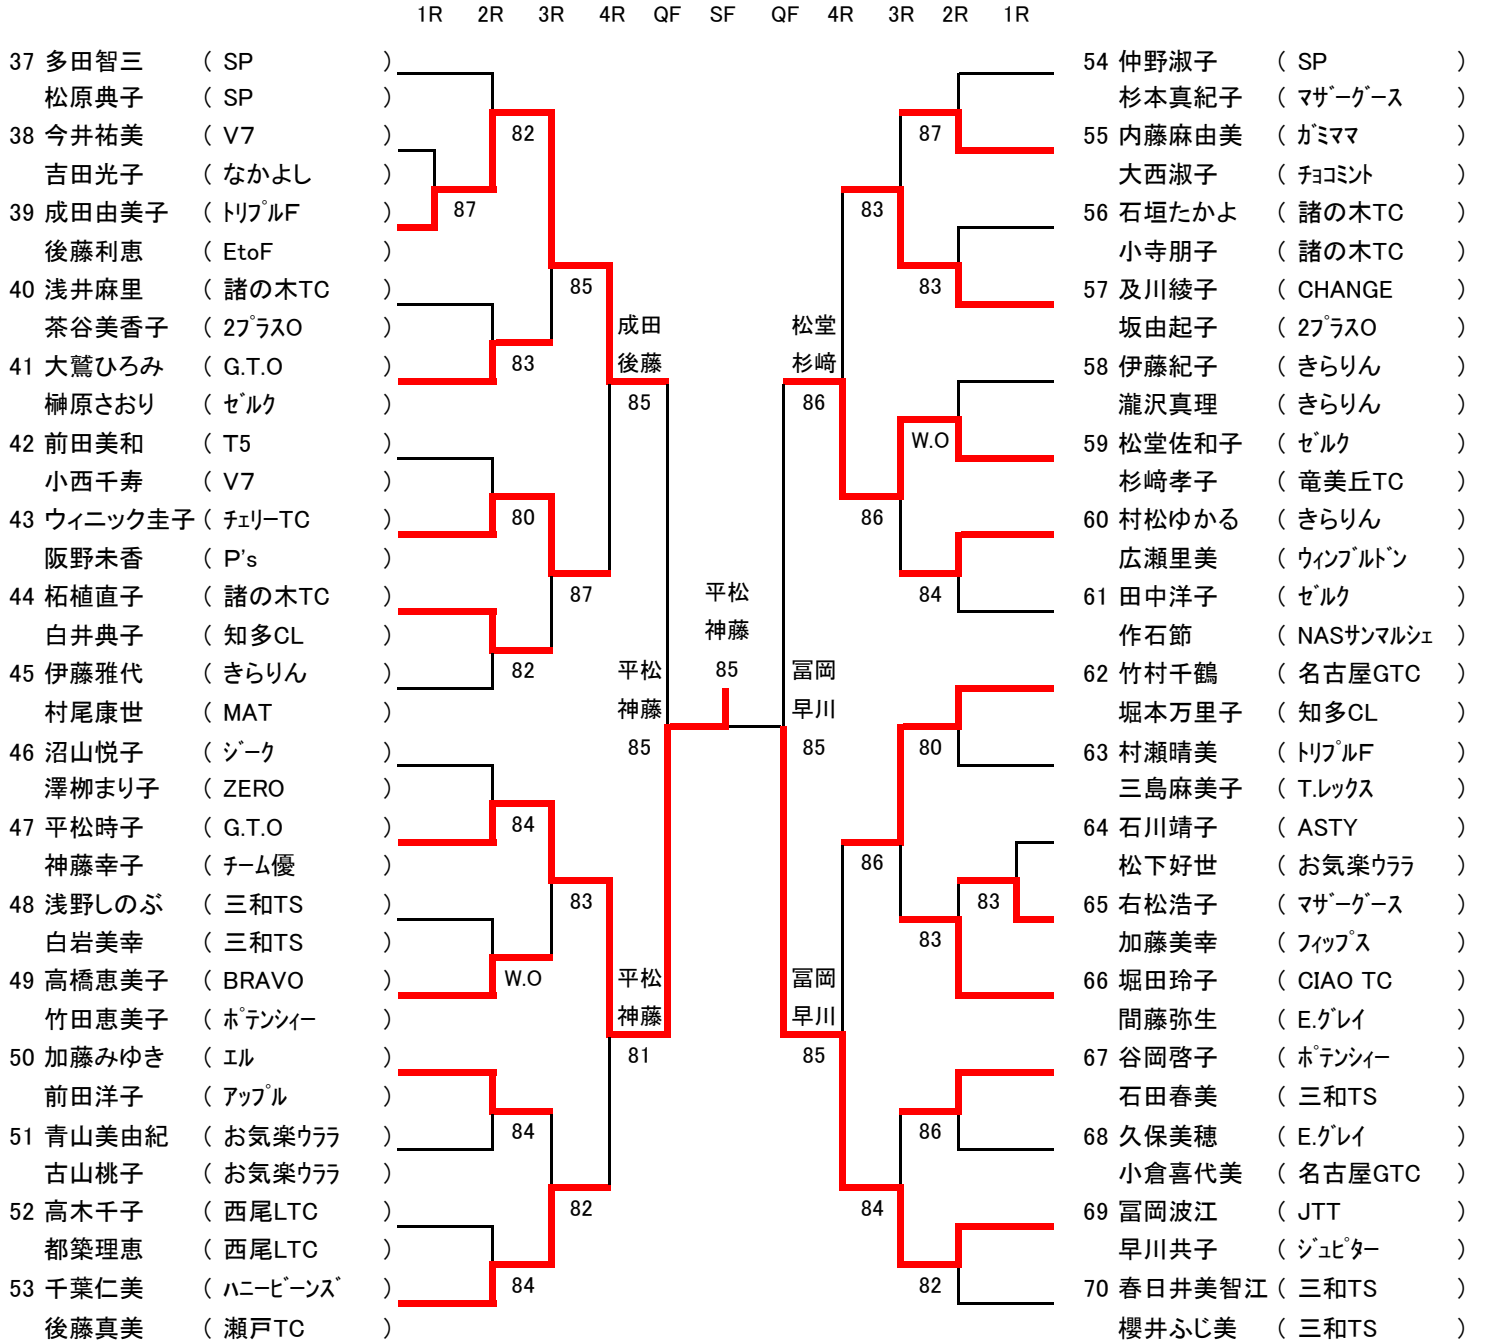 1R 2R 3R 4R QF SF QF 4R 3R 2R 1R
37 多田智三 ( SP )
松原典子 ( SP )
38 今井祐美 ( V7 )
吉田光子 ( なかよし )
39 成田由美子 ( トリプルF )
後藤利恵 ( EtoF )
40 浅井麻里 ( 諸の木TC )
茶谷美香子 ( 2プラスO )
41 大鷲ひろみ ( G.T.O )
榊原さおり ( ゼルク )
42 前田美和 ( T5 )
小西千寿 ( V7 )
43 ウィニック圭子 ( チェリーTC )
阪野未香 ( P's )
44 柘植直子 ( 諸の木TC )
白井典子 ( 知多CL )
45 伊藤雅代 ( きらりん )
村尾康世 ( MAT )
46 沼山悦子 ( ジーク )
澤栁まり子 ( ZERO )
47 平松時子 ( G.T.O )
神藤幸子 ( チーム優 )
48 浅野しのぶ ( 三和TS )
白岩美幸 ( 三和TS )
49 高橋恵美子 ( BRAVO )
竹田恵美子 ( ポテンシィー )
50 加藤みゆき ( エル )
前田洋子 ( アップル )
51 青山美由紀 ( お気楽ウララ )
古山桃子 ( お気楽ウララ )
52 高木千子 ( 西尾LTC )
都築理恵 ( 西尾LTC )
53 千葉仁美 ( ハニービーンズ )
後藤真美 ( 瀬戸TC )
87
82
83
80
82
84
W.O
84
84
85
87
83
82
成田
後藤
85
平松
神藤
81
平松
神藤
85
平松
神藤
85
冨岡
早川
85
松堂
杉﨑
86
冨岡
早川
85
83
86
86
84
87
83
W.O
84
80
83
86
82
83
54 仲野淑子 ( SP )
杉本真紀子 ( マザーグース )
55 内藤麻由美 ( ガミママ )
大西淑子 ( チョコミント )
56 石垣たかよ ( 諸の木TC )
小寺朋子 ( 諸の木TC )
57 及川綾子 ( CHANGE )
坂由起子 ( 2プラスO )
58 伊藤紀子 ( きらりん )
瀧沢真理 ( きらりん )
59 松堂佐和子 ( ゼルク )
杉﨑孝子 ( 竜美丘TC )
60 村松ゆかる ( きらりん )
広瀬里美 ( ウィンブルドン )
61 田中洋子 ( ゼルク )
作石節 ( NASサンマルシェ )
62 竹村千鶴 ( 名古屋GTC )
堀本万里子 ( 知多CL )
63 村瀬晴美 ( トリプルF )
三島麻美子 ( T.レックス )
64 石川靖子 ( ASTY )
松下好世 ( お気楽ウララ )
65 右松浩子 ( マザーグース )
加藤美幸 ( フィップス )
66 堀田玲子 ( CIAO TC )
間藤弥生 ( E.グレイ )
67 谷岡啓子 ( ポテンシィー )
石田春美 ( 三和TS )
68 久保美穂 ( E.グレイ )
小倉喜代美 ( 名古屋GTC )
69 冨岡波江 ( JTT )
早川共子 ( ジュピター )
70 春日井美智江 ( 三和TS )
櫻井ふじ美 ( 三和TS )